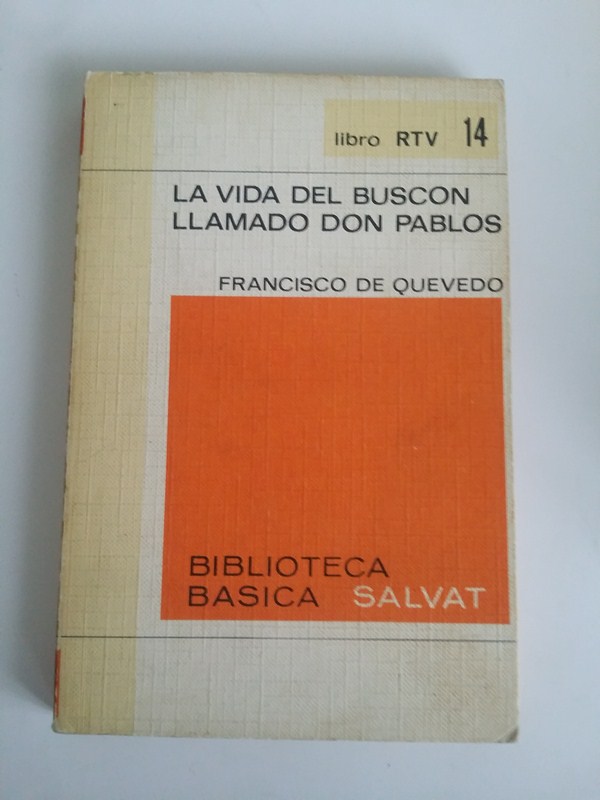 libro RTV 14
LA VIDA DEL BUSCON
LLAMADO DON PABLOS
FRANCISCO DE QUEVEDO
BIBLIOTECA
BASICA SALVAT